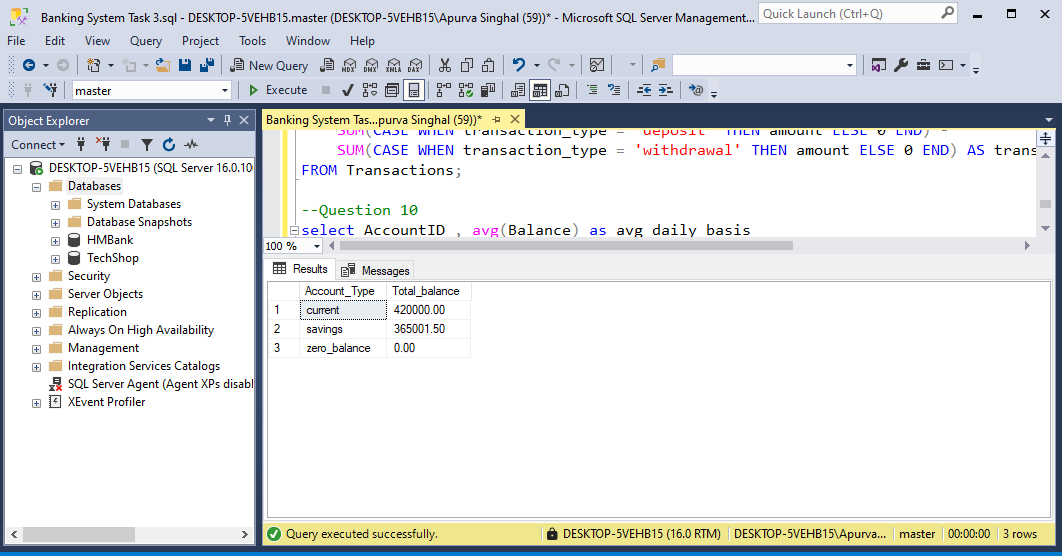 Banking System Task 3.sql - DESKTOP-5VEHB15.master (DESKTOP-5VEHB15\Apurva Singhal (59))* - Microsoft SQL Server Management...
Quick Launch (Ctrl+Q)
File Edit View Query Project Tools Window Help
New Query MDX DMX XMLA DAX
master Execute
Object Explorer
Banking System Tas...purva Singhal (59))*
Connect
DESKTOP-5VEHB15 (SQL Server 16.0.10
Databases
System Databases
Database Snapshots
HMBank
TechShop
Security
Server Objects
Replication
Always On High Availability
Management
Integration Services Catalogs
SQL Server Agent (Agent XPs disabl
XEvent Profiler
SUM(CASE WHEN transaction_type = 'deposit' THEN amount ELSE 0 END) -
SUM(CASE WHEN transaction_type = 'withdrawal' THEN amount ELSE 0 END) AS trans
FROM Transactions;
--Question 10
select AccountID , avg(Balance) as avg_daily_basis
100 %
Results Messages
Account_Type Total_balance
1 current 420000.00
2 savings 365001.50
3 zero_balance 0.00
Query executed successfully. DESKTOP-5VEHB15 (16.0 RTM) DESKTOP-5VEHB15\Apurva... master 00:00:00 3 rows